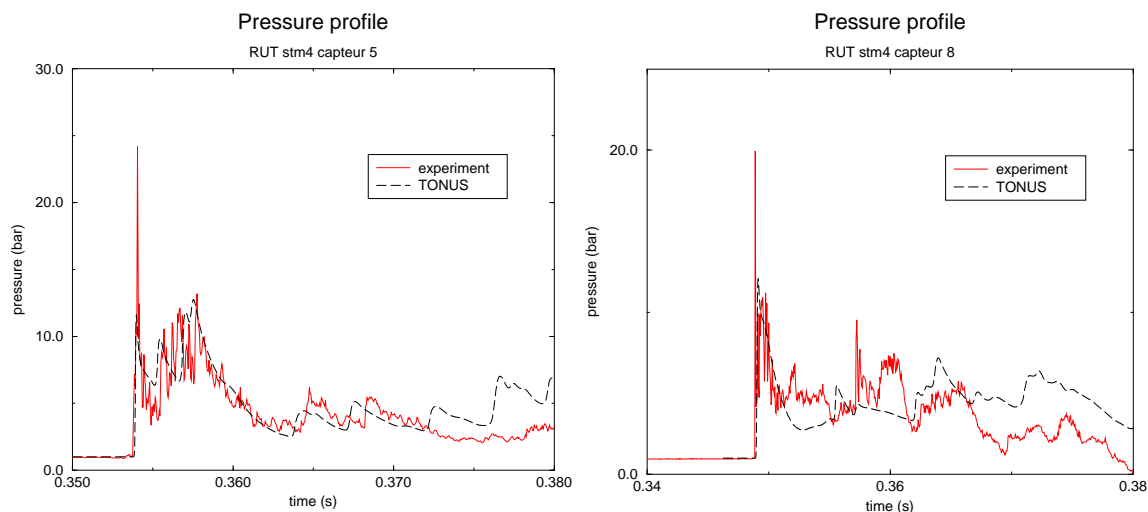 Pressure profile
RUT stm4 capteur 5
30.0
20.0
10.0
0.0
pressure (bar)
experiment
TONUS
0.350
0.360
0.370
0.380
time (s)
Pressure profile
RUT stm4 capteur 8
20.0
0.0
pressure (bar)
experiment
TONUS
0.34
0.36
0.38
time (s)